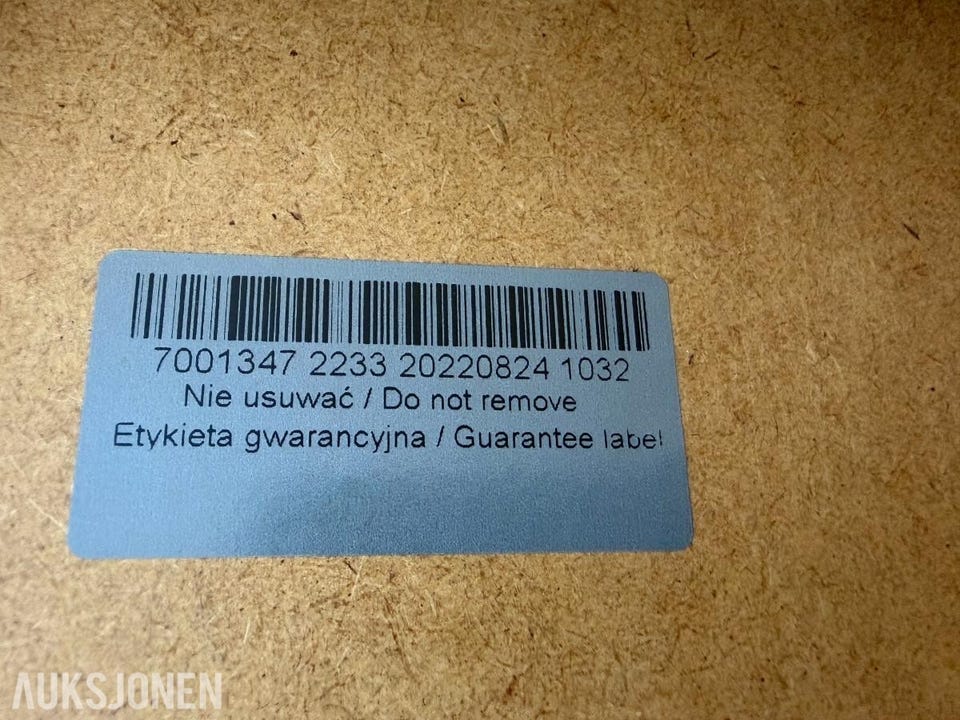 7001347 2233 20220824 1032
Nie usuwać / Do not remove
Etykieta gwarancyjna / Guarantee label
AUKSJONEN